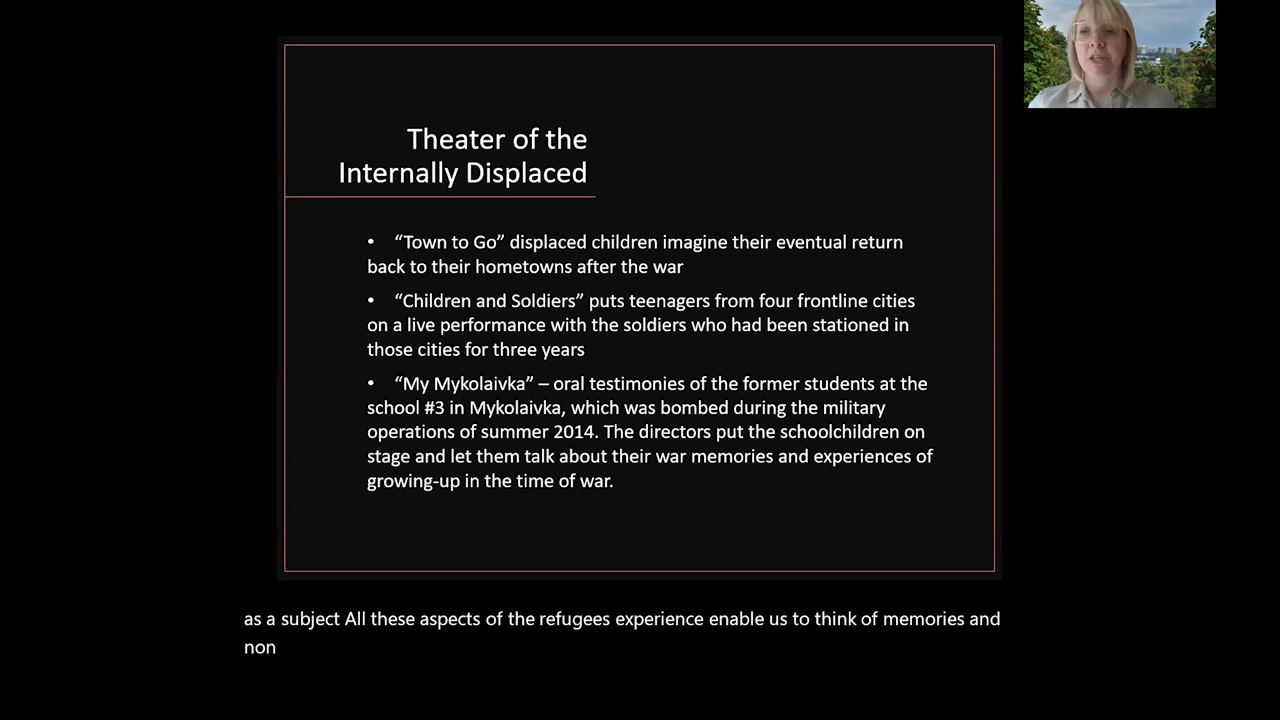 Theater of the
Internally Displaced
• “Town to Go” displaced children imagine their eventual return
back to their hometowns after the war
• “Children and Soldiers” puts teenagers from four frontline cities
on a live performance with the soldiers who had been stationed in
those cities for three years
• “My Mykolaivka” – oral testimonies of the former students at the
school #3 in Mykolaivka, which was bombed during the military
operations of summer 2014. The directors put the schoolchildren on
stage and let them talk about their war memories and experiences of
growing-up in the time of war.
as a subject All these aspects of the refugees experience enable us to think of memories and
non